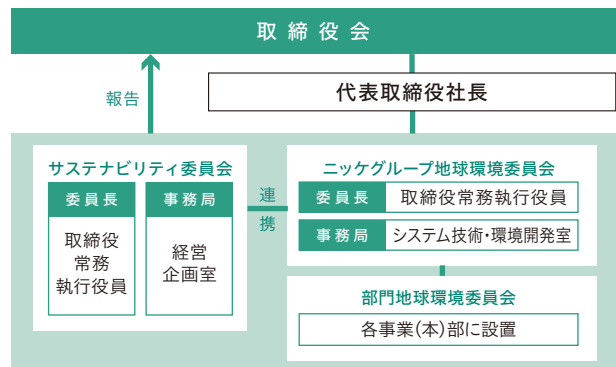 取締役会
報告
代表取締役社長
サステナビリティ委員会
委員長
取締役
常務
執行役員
事務局
経営
企画室
連
携
ニッケグループ地球環境委員会
委員長 取締役常務執行役員
事務局 システム技術・環境開発室
部門地球環境委員会
各事業(本)部に設置